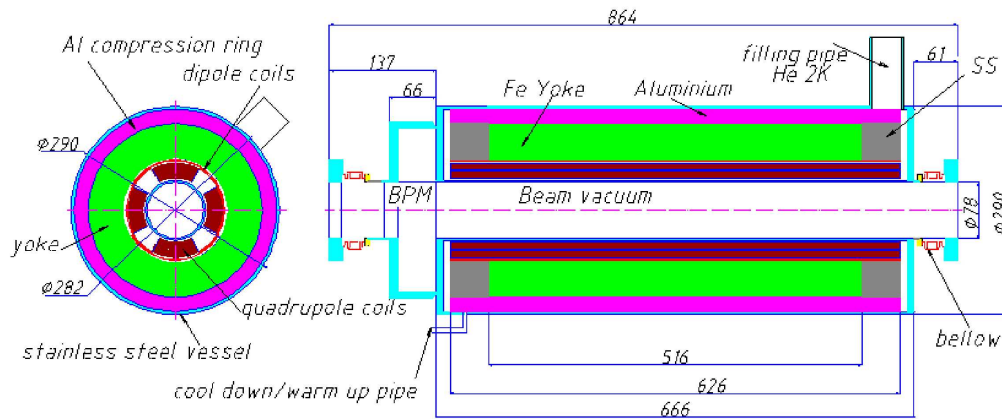 864
Al compression ring
dipole coils
137
filling pipe
He 2K
61
SS
66
Fe Yoke
Aluminium
Φ290
BPM
Beam vacuum
Φ78
Φ290
yoke
Φ282
quadrupole coils
stainless steel vessel
bellow
516
cool down/warm up pipe
626
666